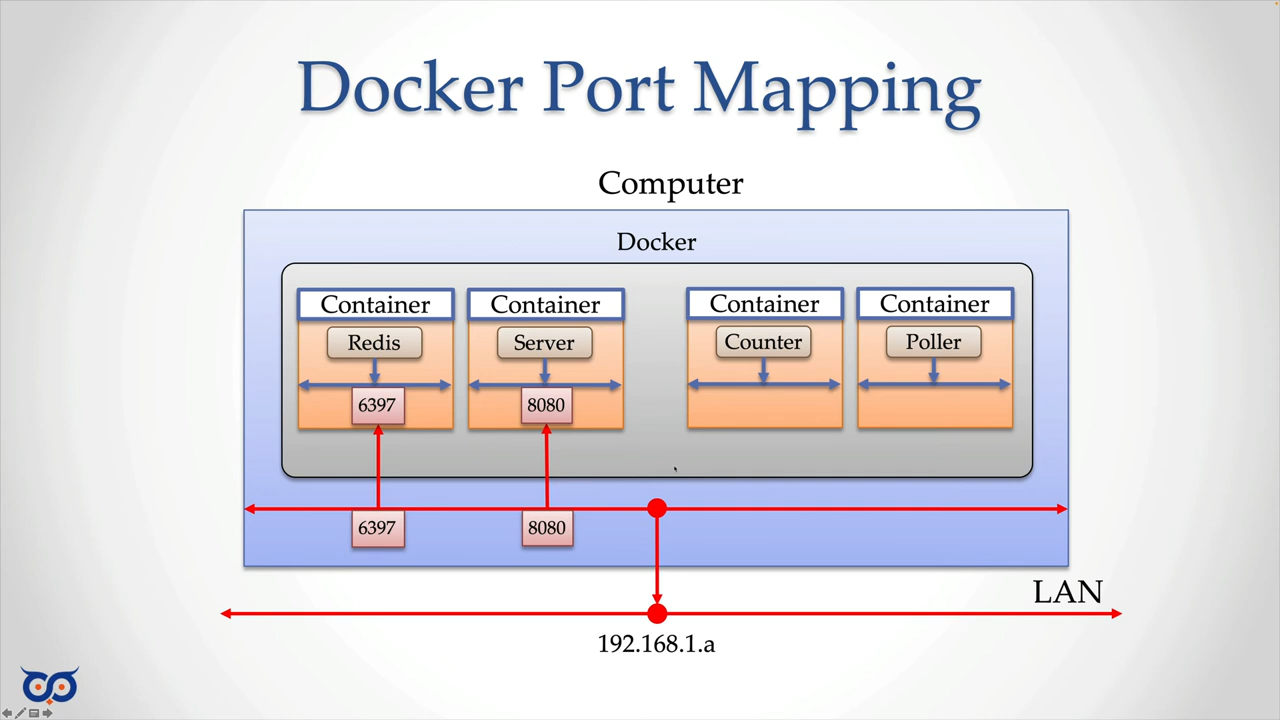 Docker Port Mapping
Computer
Docker
Container
Container
Container
Container
Redis
Server
Counter
Poller
6397
8080
6397
8080
LAN
192.168.1.a